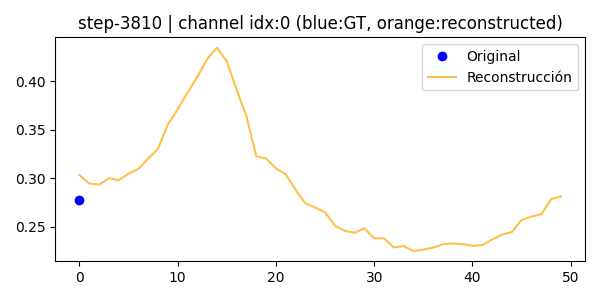 step-3810 | channel idx:0 (blue:GT, orange:reconstructed)
Original
Reconstrucción
0.40
0.35
0.30
0.25
0 10 20 30 40 50